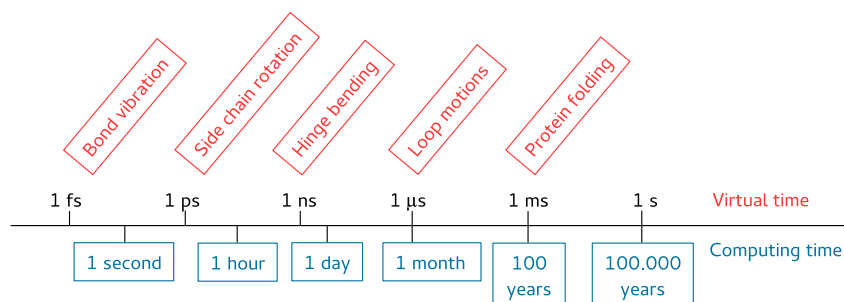 Bond vibration
Side chain rotation
Hinge bending
Loop motions
Protein folding
1 fs
1 ps
1 ns
1 µs
1 ms
1 s
Virtual time
1 second
1 hour
1 day
1 month
100
years
100.000
years
Computing time